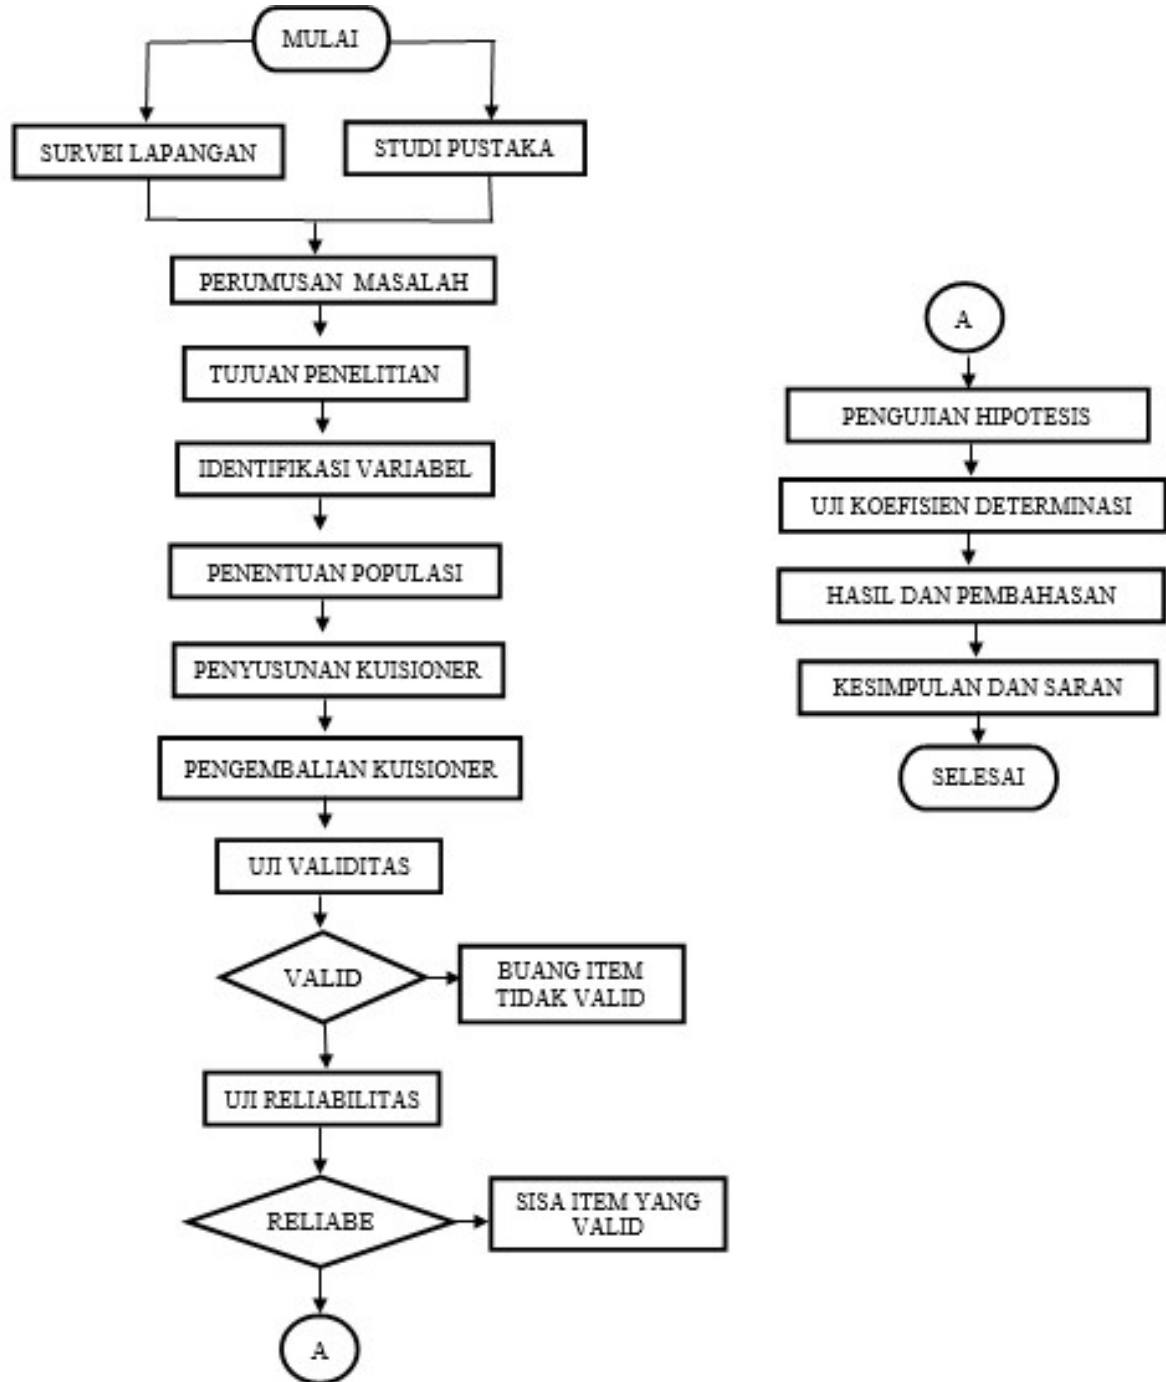 MULAI
SURVEI LAPANGAN
STUDI PUSTAKA
PERUMUSAN MASALAH
TUJUAN PENELITIAN
IDENTIFIKASI VARIABEL
PENENTUAN POPULASI
PENYUSUNAN KUISIONER
PENGEMBALIAN KUISIONER
UJI VALIDITAS
VALID
BUANG ITEM
TIDAK VALID
UJI RELIABILITAS
RELIABE
SISA ITEM YANG
VALID
A
A
PENGUJIAN HIPOTESIS
UJI KOEFISIEN DETERMINASI
HASIL DAN PEMBAHASAN
KESIMPULAN DAN SARAN
SELESAI